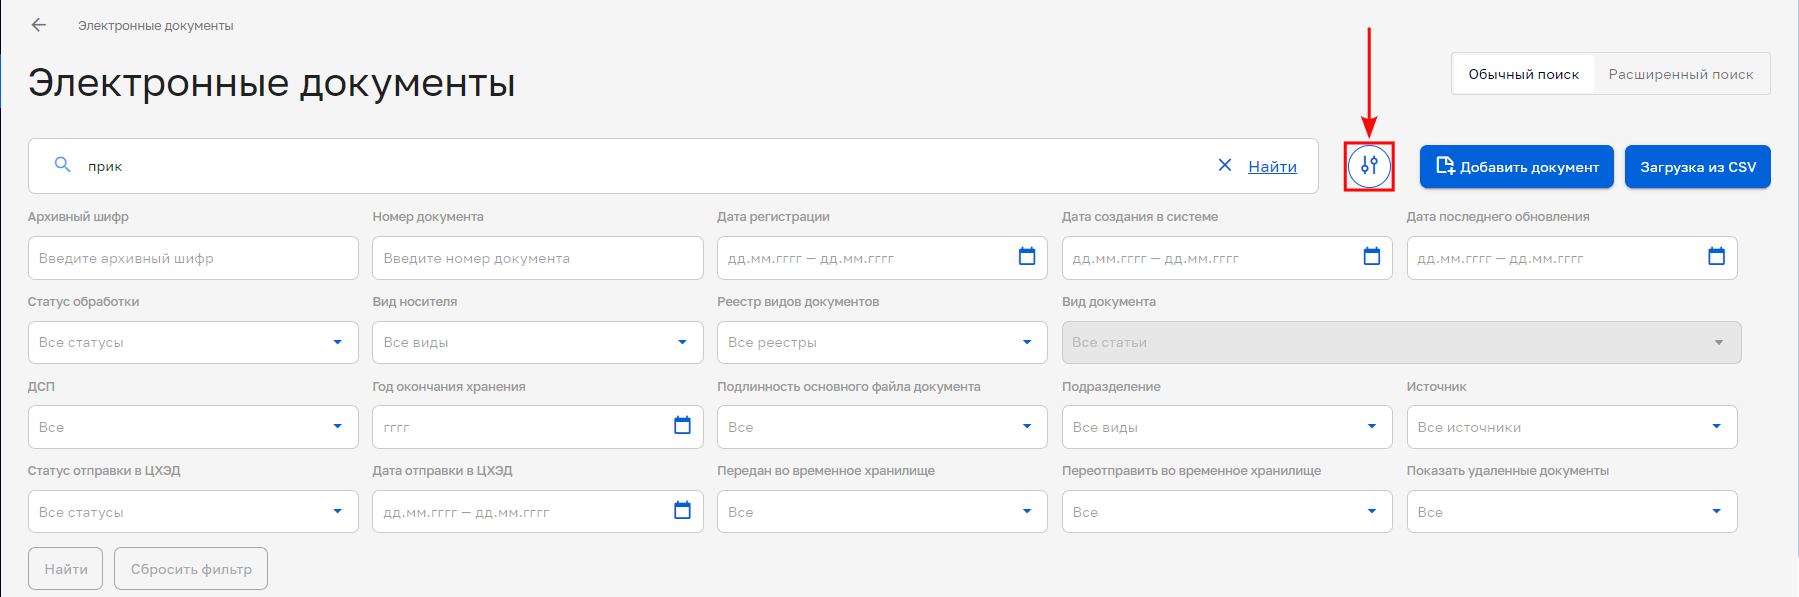 Электронные документы
Электронные документы
Обычный поиск Расширенный поиск
прик Найти Добавить документ Загрузка из CSV
Архивный шифр Номер документа Дата регистрации Дата создания в системе Дата последнего обновления
Введите архивный шифр Введите номер документа дд.мм.гггг — дд.мм.гггг дд.мм.гггг — дд.мм.гггг дд.мм.гггг — дд.мм.гггг
Статус обработки Вид носителя Реестр видов документов Вид документа
Все статусы Все виды Все реестры Все статьи
ДСП Год окончания хранения Подлинность основного файла документа Подразделение Источник
Все гггг Все Все виды Все источники
Статус отправки в ЦХЭД Дата отправки в ЦХЭД Передан во временное хранилище Переотправить во временное хранилище Показать удаленные документы
Все статусы дд.мм.гггг — дд.мм.гггг Все Все Все
Найти Сбросить фильтр